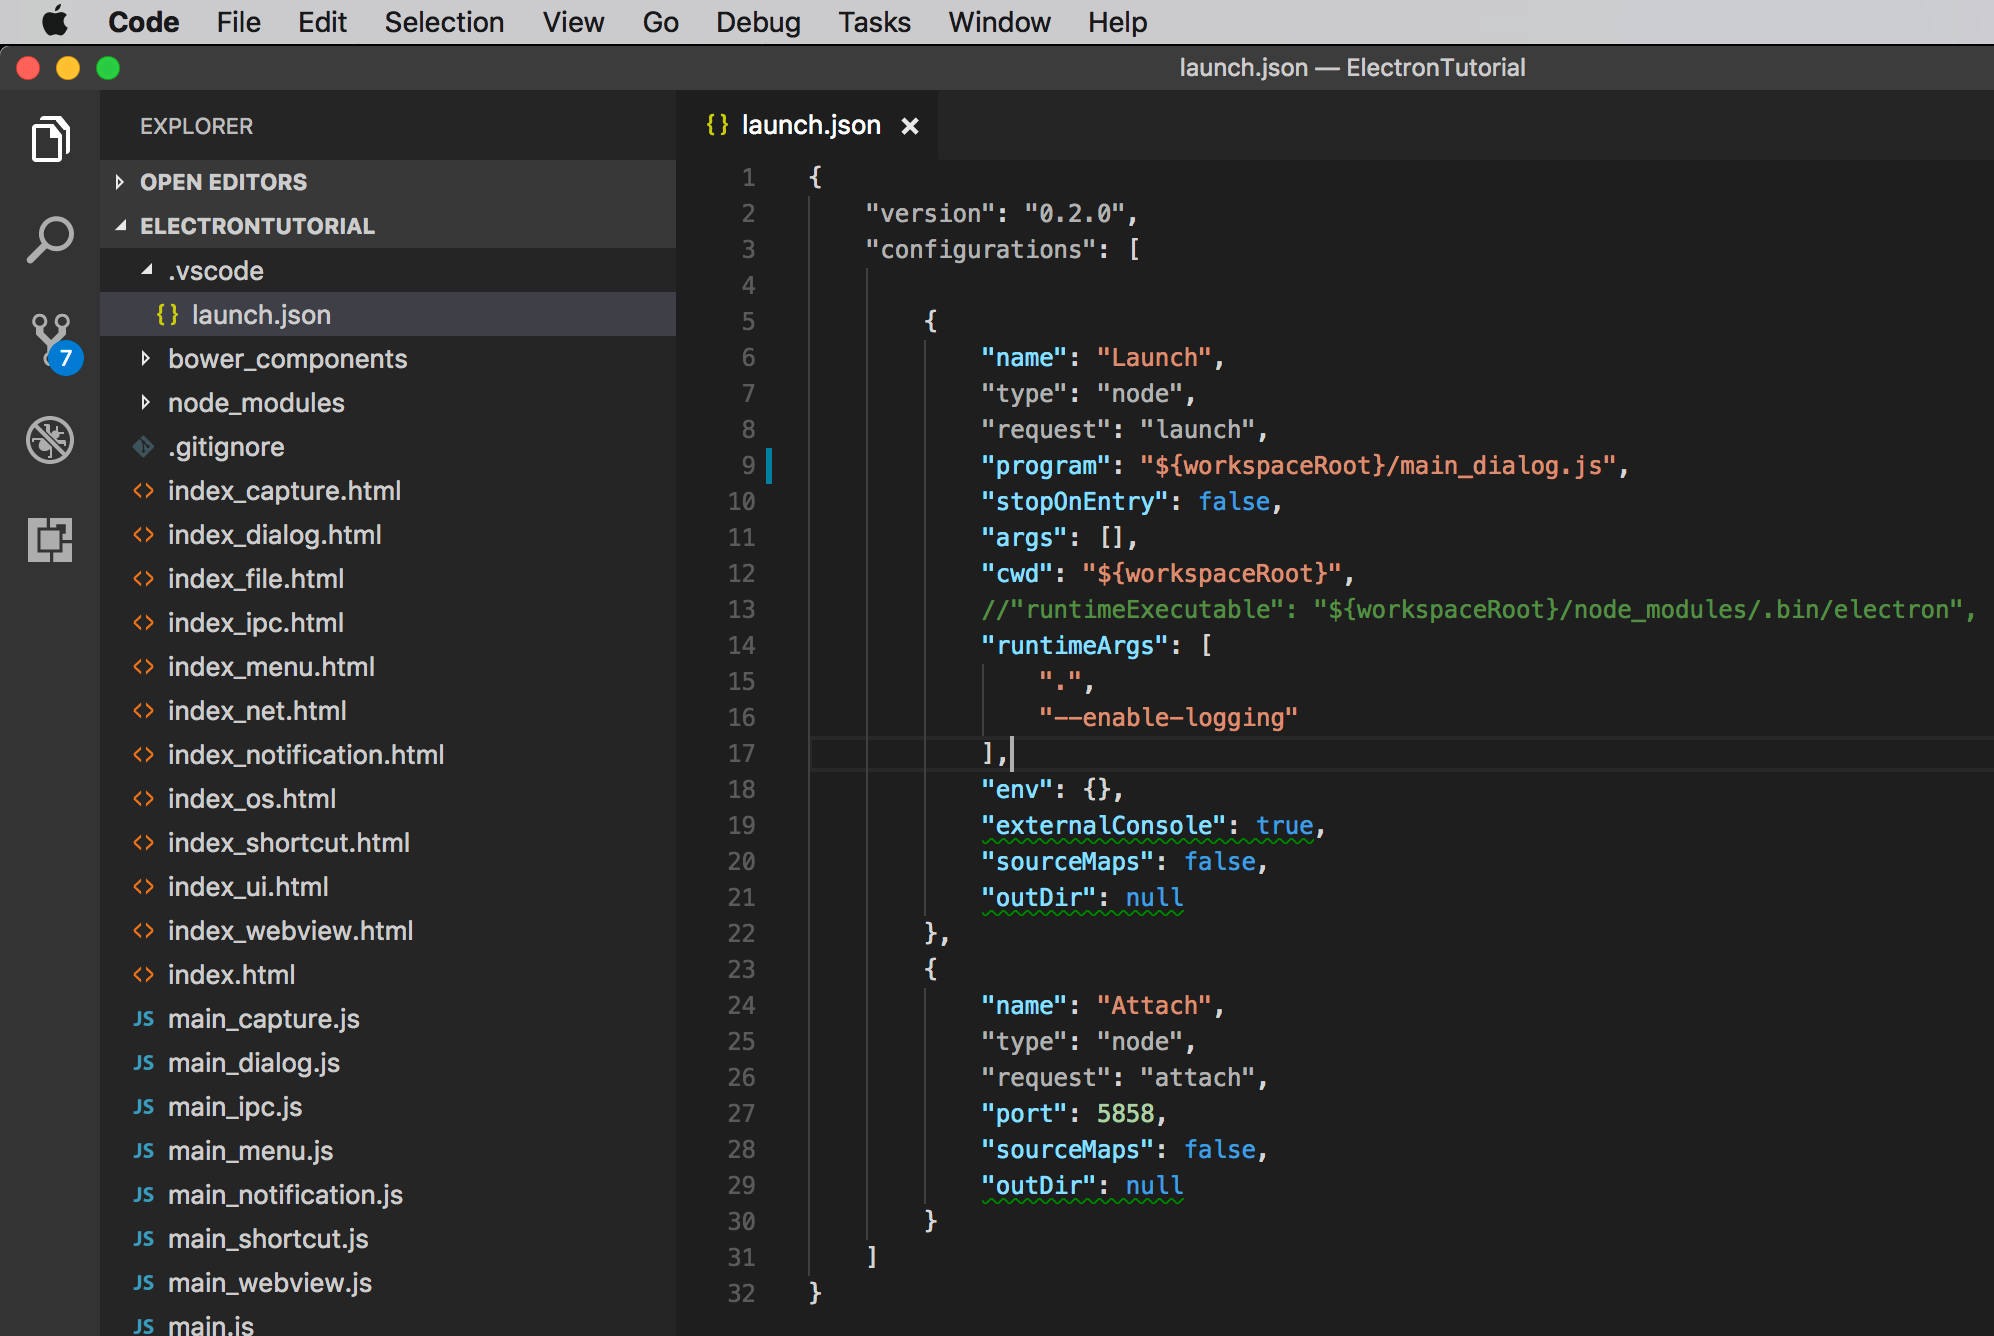 Code File Edit Selection View Go Debug Tasks Window Help
launch.json — ElectronTutorial
EXPLORER
OPEN EDITORS
ELECTRONTUTORIAL
.vscode
{} launch.json
bower_components
node_modules
.gitignore
<> index_capture.html
<> index_dialog.html
<> index_file.html
<> index_ipc.html
<> index_menu.html
<> index_net.html
<> index_notification.html
<> index_os.html
<> index_shortcut.html
<> index_ui.html
<> index_webview.html
<> index.html
JS main_capture.js
JS main_dialog.js
JS main_ipc.js
JS main_menu.js
JS main_notification.js
JS main_shortcut.js
JS main_webview.js
JS main.js
7
{} launch.json ×
1 {
2     "version": "0.2.0",
3     "configurations": [
4
5         {
6             "name": "Launch",
7             "type": "node",
8             "request": "launch",
9             "program": "${workspaceRoot}/main_dialog.js",
10             "stopOnEntry": false,
11             "args": [],
12             "cwd": "${workspaceRoot}",
13             //"runtimeExecutable": "${workspaceRoot}/node_modules/.bin/electron",
14             "runtimeArgs": [
15                 ".",
16                 "--enable-logging"
17             ],
18             "env": {},
19             "externalConsole": true,
20             "sourceMaps": false,
21             "outDir": null
22         },
23         {
24             "name": "Attach",
25             "type": "node",
26             "request": "attach",
27             "port": 5858,
28             "sourceMaps": false,
29             "outDir": null
30         }
31     ]
32 }